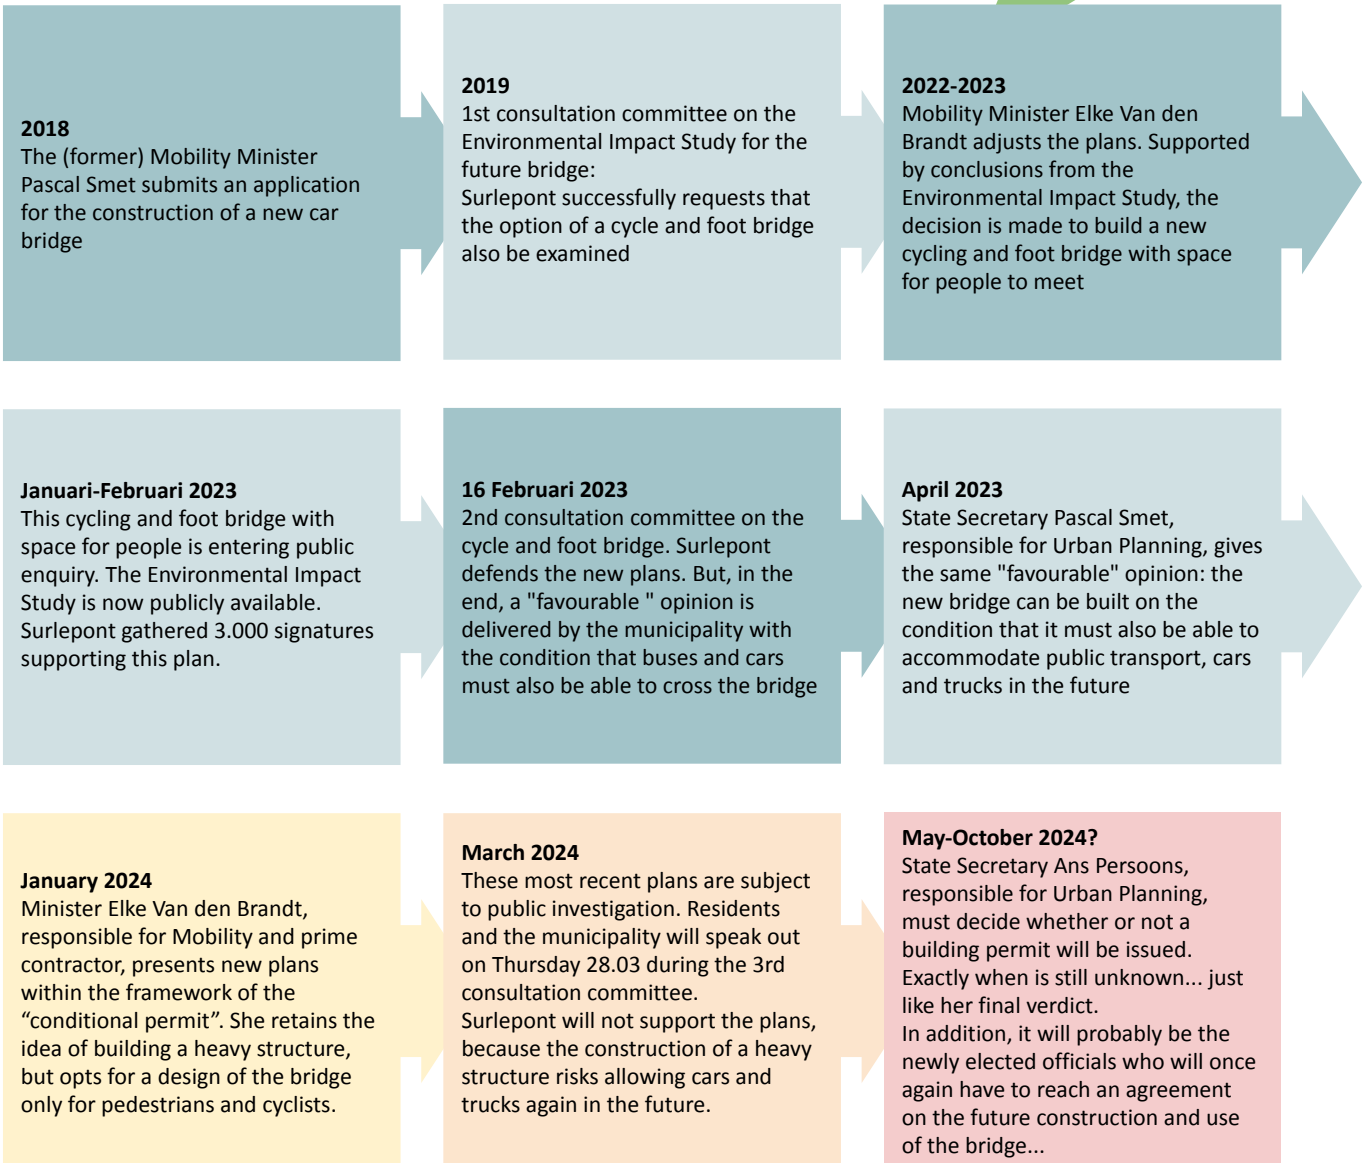 2018
The (former) Mobility Minister
Pascal Smet submits an application
for the construction of a new car
bridge
2019
1st consultation committee on the
Environmental Impact Study for the
future bridge:
Surlepont successfully requests that
the option of a cycle and foot bridge
also be examined
2022-2023
Mobility Minister Elke Van den
Brandt adjusts the plans. Supported
by conclusions from the
Environmental Impact Study, the
decision is made to build a new
cycling and foot bridge with space
for people to meet
Januari-Februari 2023
This cycling and foot bridge with
space for people is entering public
enquiry. The Environmental Impact
Study is now publicly available.
Surlepont gathered 3.000 signatures
supporting this plan.
16 Februari 2023
2nd consultation committee on the
cycle and foot bridge. Surlepont
defends the new plans. But, in the
end, a "favourable " opinion is
delivered by the municipality with
the condition that buses and cars
must also be able to cross the bridge
April 2023
State Secretary Pascal Smet,
responsible for Urban Planning, gives
the same "favourable" opinion: the
new bridge can be built on the
condition that it must also be able to
accommodate public transport, cars
and trucks in the future
January 2024
Minister Elke Van den Brandt,
responsible for Mobility and prime
contractor, presents new plans
within the framework of the
“conditional permit”. She retains the
idea of building a heavy structure,
but opts for a design of the bridge
only for pedestrians and cyclists.
March 2024
These most recent plans are subject
to public investigation. Residents
and the municipality will speak out
on Thursday 28.03 during the 3rd
consultation committee.
Surlepont will not support the plans,
because the construction of a heavy
structure risks allowing cars and
trucks again in the future.
May-October 2024?
State Secretary Ans Persoons,
responsible for Urban Planning,
must decide whether or not a
building permit will be issued.
Exactly when is still unknown... just
like her final verdict.
In addition, it will probably be the
newly elected officials who will once
again have to reach an agreement
on the future construction and use
of the bridge...